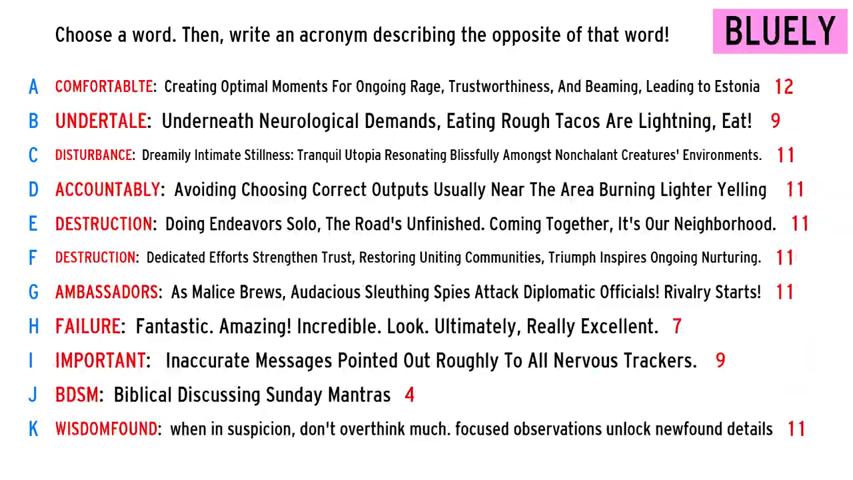 Choose a word. Then, write an acronym describing the opposite of that word! BLUELY
A COMFORTABLTE: Creating Optimal Moments For Ongoing Rage, Trustworthiness, And Beaming, Leading to Estonia 12
B UNDERTALE: Underneath Neurological Demands, Eating Rough Tacos Are Lightning, Eat! 9
C DISTURBANCE: Dreamily Intimate Stillness: Tranquil Utopia Resonating Blissfully Amongst Nonchalant Creatures' Environments. 11
D ACCOUNTABLY: Avoiding Choosing Correct Outputs Usually Near The Area Burning Lighter Yelling 11
E DESTRUCTION: Doing Endeavors Solo, The Road's Unfinished. Coming Together, It's Our Neighborhood. 11
F DESTRUCTION: Dedicated Efforts Strengthen Trust, Restoring Uniting Communities, Triumph Inspires Ongoing Nurturing. 11
G AMBASSADORS: As Malice Brews, Audacious Sleuthing Spies Attack Diplomatic Officials! Rivalry Starts! 11
H FAILURE: Fantastic. Amazing! Incredible. Look. Ultimately, Really Excellent. 7
I IMPORTANT: Inaccurate Messages Pointed Out Roughly To All Nervous Trackers. 9
J BDSM: Biblical Discussing Sunday Mantras 4
K WISDOMFOUND: when in suspicion, don't overthink much. focused observations unlock newfound details 11